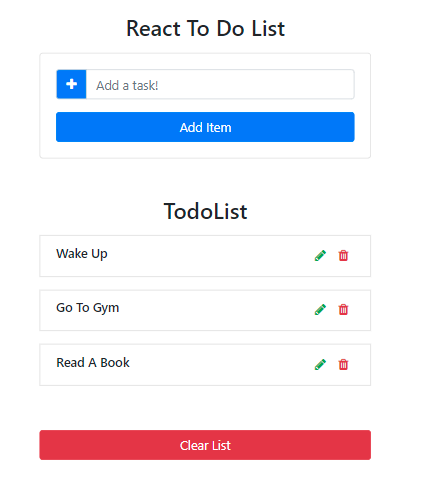 React To Do List
Add a task!
Add Item
TodoList
Wake Up
Go To Gym
Read A Book
Clear List